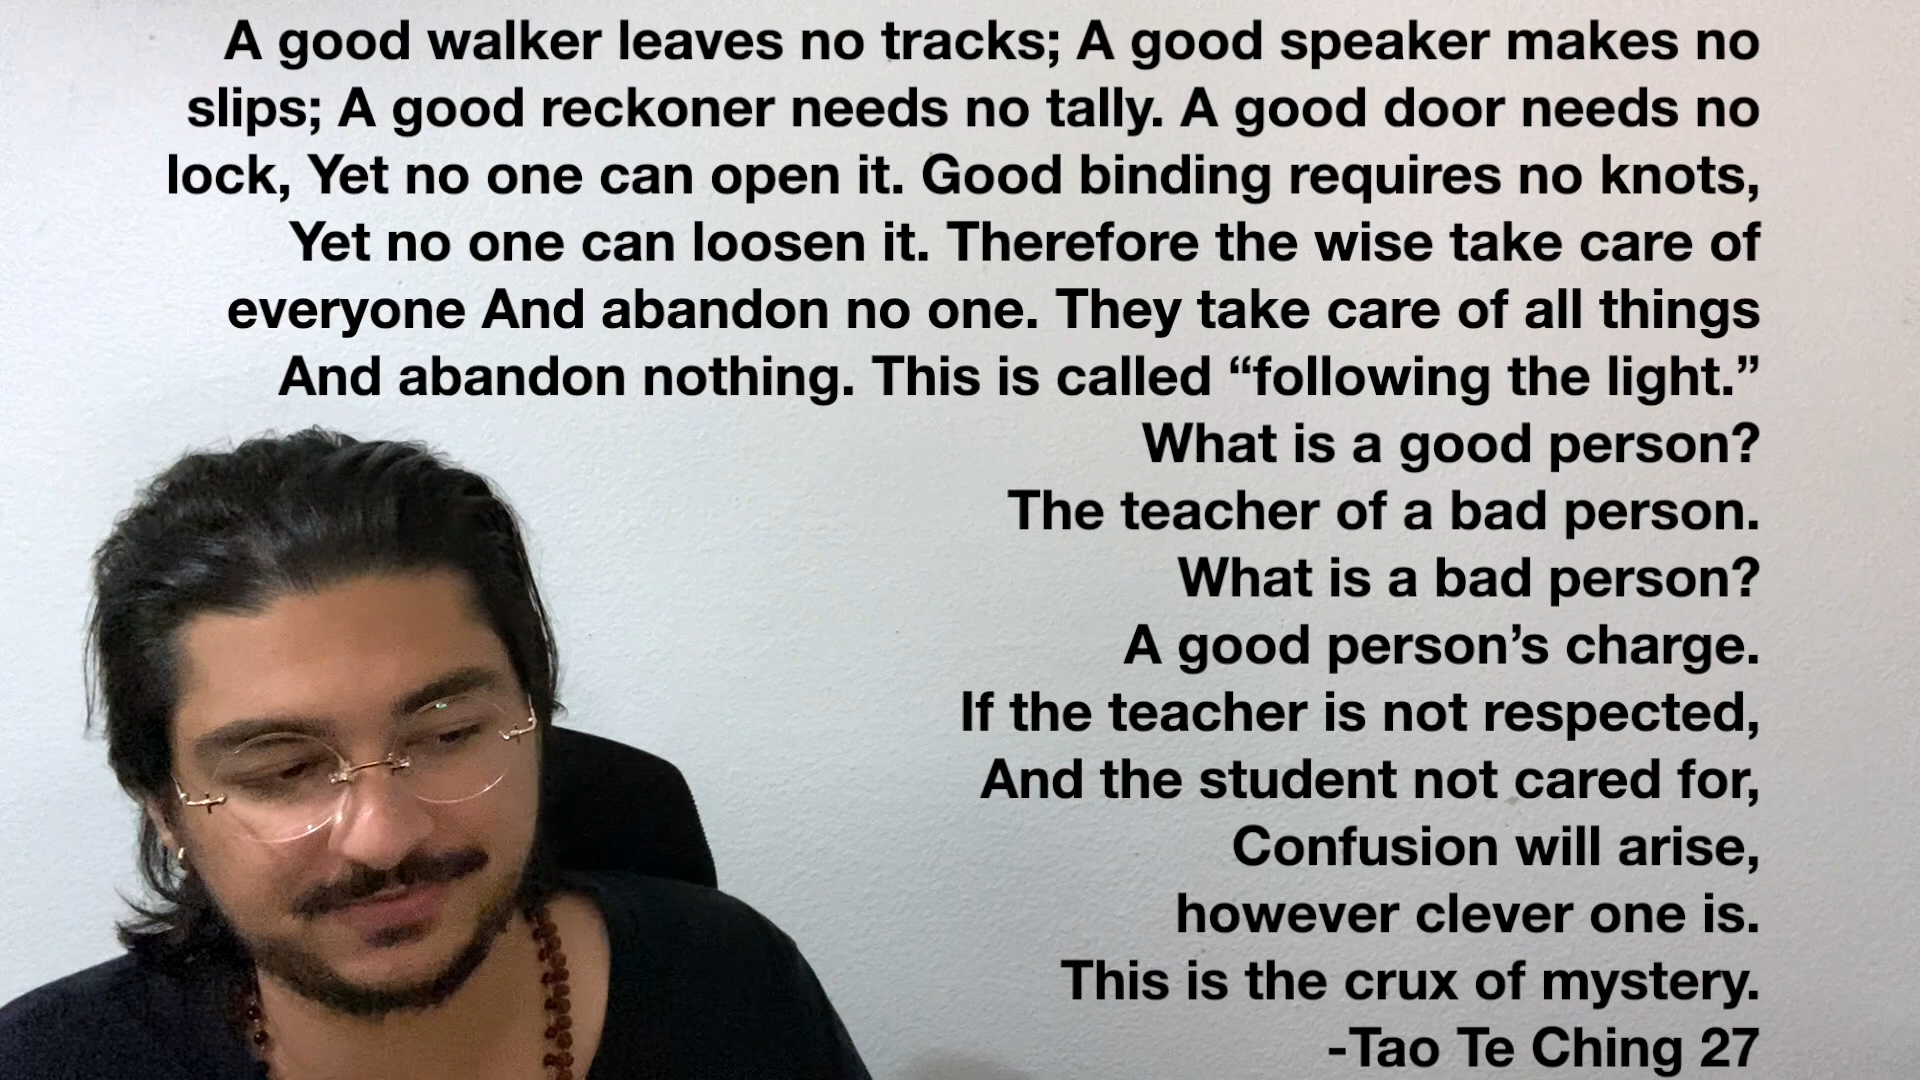 A good walker leaves no tracks; A good speaker makes no
slips; A good reckoner needs no tally. A good door needs no
lock, Yet no one can open it. Good binding requires no knots,
Yet no one can loosen it. Therefore the wise take care of
everyone And abandon no one. They take care of all things
And abandon nothing. This is called “following the light.”
What is a good person?
The teacher of a bad person.
What is a bad person?
A good person’s charge.
If the teacher is not respected,
And the student not cared for,
Confusion will arise,
however clever one is.
This is the crux of mystery.
-Tao Te Ching 27